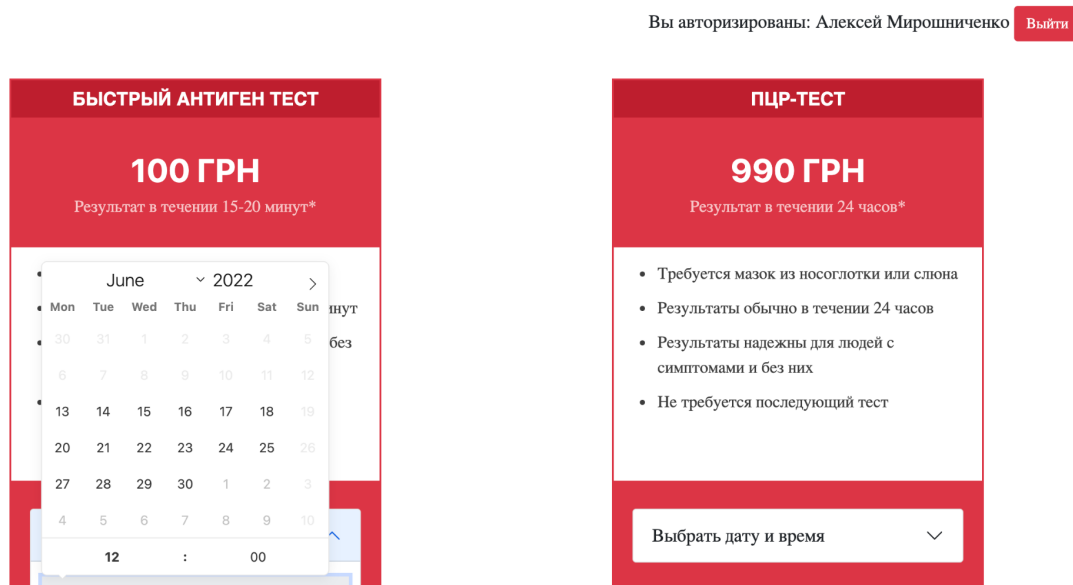 Вы авторизированы: Алексей Мирошниченко Выйти
БЫСТРЫЙ АНТИГЕН ТЕСТ
100 ГРН
Результат в течении 15-20 минут*
June 2022
Mon Tue Wed Thu Fri Sat Sun
30 31 1 2 3 4 5
6 7 8 9 10 11 12
13 14 15 16 17 18 19
20 21 22 23 24 25 26
27 28 29 30 1 2 3
4 5 6 7 8 9 10
12 : 00
без
ПЦР-ТЕСТ
990 ГРН
Результат в течении 24 часов*
• Требуется мазок из носоглотки или слюна
• Результаты обычно в течении 24 часов
• Результаты надежны для людей с
симптомами и без них
• Не требуется последующий тест
Выбрать дату и время